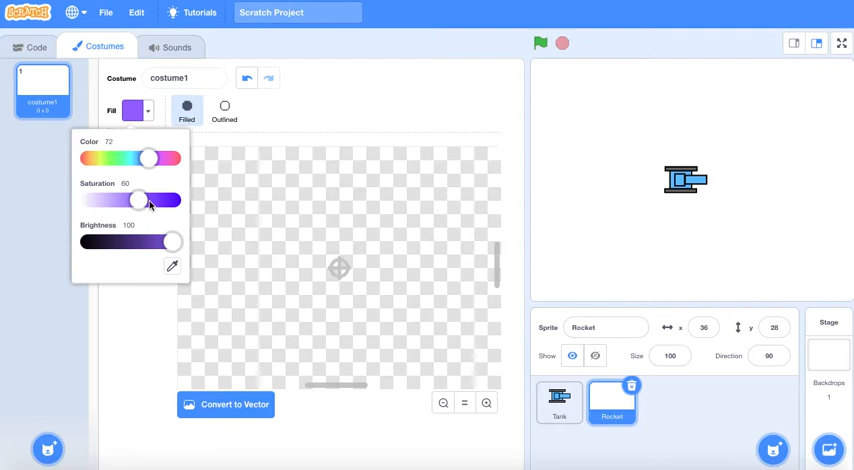 SCRATCH File Edit Tutorials Scratch Project
Code Costumes Sounds
1
costume1
0 x 0
Costume costume1
Fill Filled Outlined
Color 72
Saturation 60
Brightness 100
Convert to Vector
Sprite Rocket x 36 y 28
Show Size 100 Direction 90
Tank Rocket
Stage
Backdrops
1